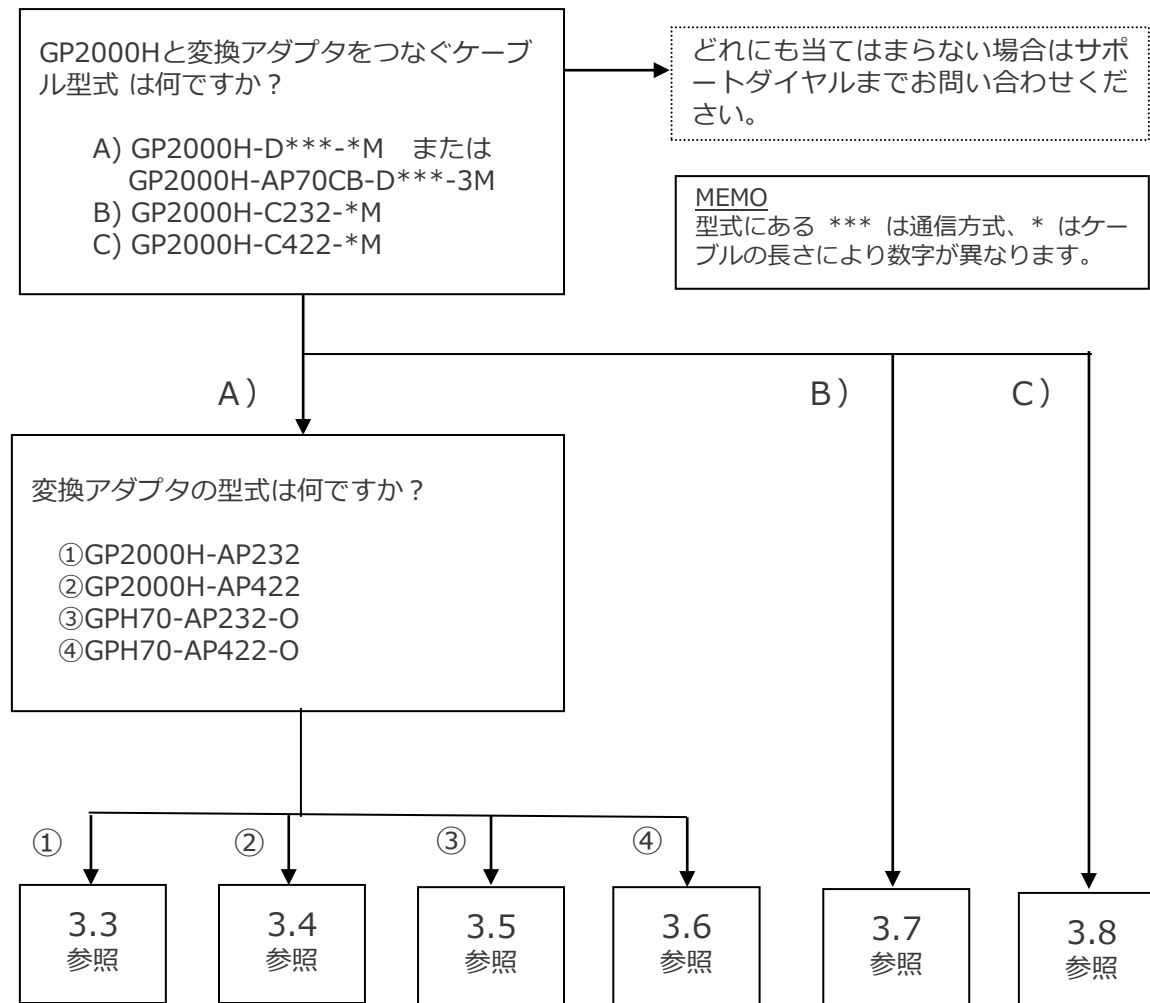 GP2000Hと変換アダプタをつなぐケーブ
ル型式 は何ですか？
A) GP2000H-D***-*M　または
GP2000H-AP70CB-D***-3M
B) GP2000H-C232-*M
C) GP2000H-C422-*M
どれにも当てはまらない場合はサポ
ートダイヤルまでお問い合わせくだ
さい。
MEMO
型式にある *** は通信方式、* はケー
ブルの長さにより数字が異なります。
A）
B）
C）
変換アダプタの型式は何ですか？
①GP2000H-AP232
②GP2000H-AP422
③GPH70-AP232-O
④GPH70-AP422-O
①
②
③
④
3.3
参照
3.4
参照
3.5
参照
3.6
参照
3.7
参照
3.8
参照